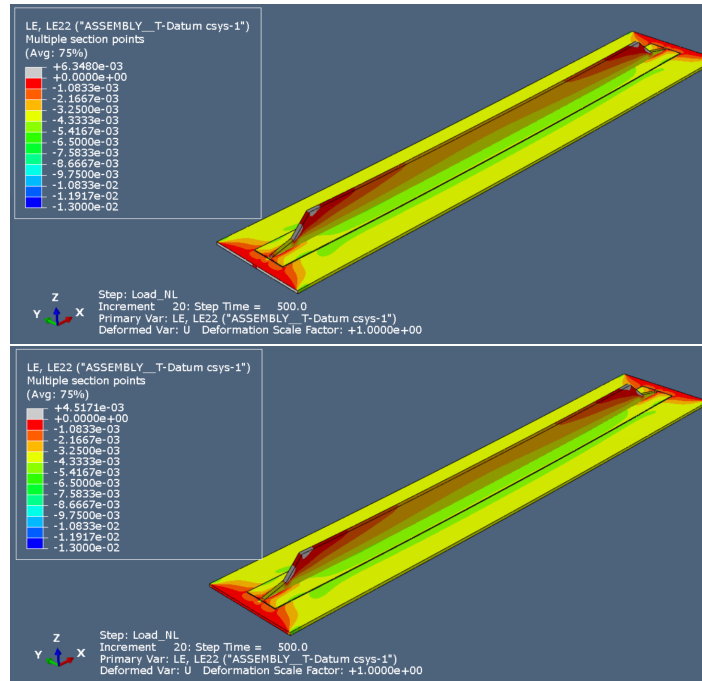 LE, LE22 ("ASSEMBLY__T-Datum csys-1")
Multiple section points
(Avg: 75%)
+6.3480e-03
+0.0000e+00
-1.0833e-03
-2.1667e-03
-3.2500e-03
-4.3333e-03
-5.4167e-03
-6.5000e-03
-7.5833e-03
-8.6667e-03
-9.7500e-03
-1.0833e-02
-1.1917e-02
-1.3000e-02
Z
Y X
Step: Load_NL
Increment 20: Step Time = 500.0
Primary Var: LE, LE22 ("ASSEMBLY__T-Datum csys-1")
Deformed Var: U Deformation Scale Factor: +1.0000e+00
LE, LE22 ("ASSEMBLY__T-Datum csys-1")
Multiple section points
(Avg: 75%)
+4.5171e-03
+0.0000e+00
-1.0833e-03
-2.1667e-03
-3.2500e-03
-4.3333e-03
-5.4167e-03
-6.5000e-03
-7.5833e-03
-8.6667e-03
-9.7500e-03
-1.0833e-02
-1.1917e-02
-1.3000e-02
Z
Y X
Step: Load_NL
Increment 20: Step Time = 500.0
Primary Var: LE, LE22 ("ASSEMBLY__T-Datum csys-1")
Deformed Var: U Deformation Scale Factor: +1.0000e+00